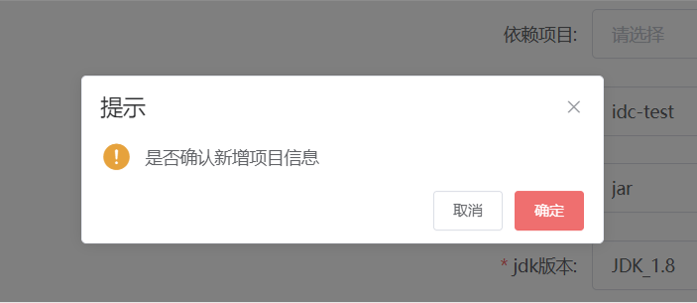 依赖项目:
请选择
提示
idc-test
是否确认新增项目信息
jar
取消
确定
* jdk版本:
JDK_1.8